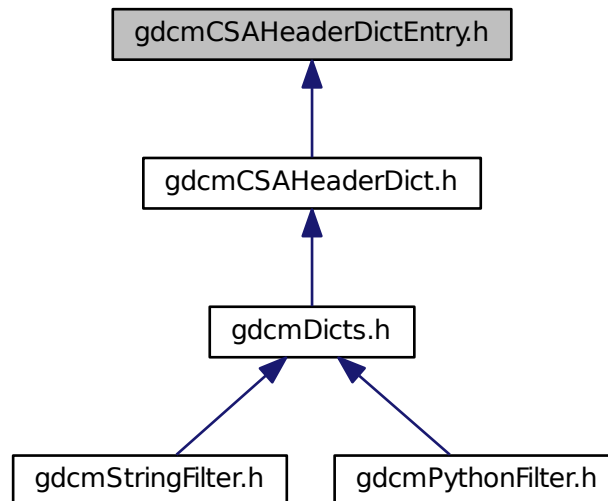 gdcmCSAHeaderDictEntry.h
gdcmCSAHeaderDict.h
gdcmDicts.h
gdcmStringFilter.h
gdcmPythonFilter.h